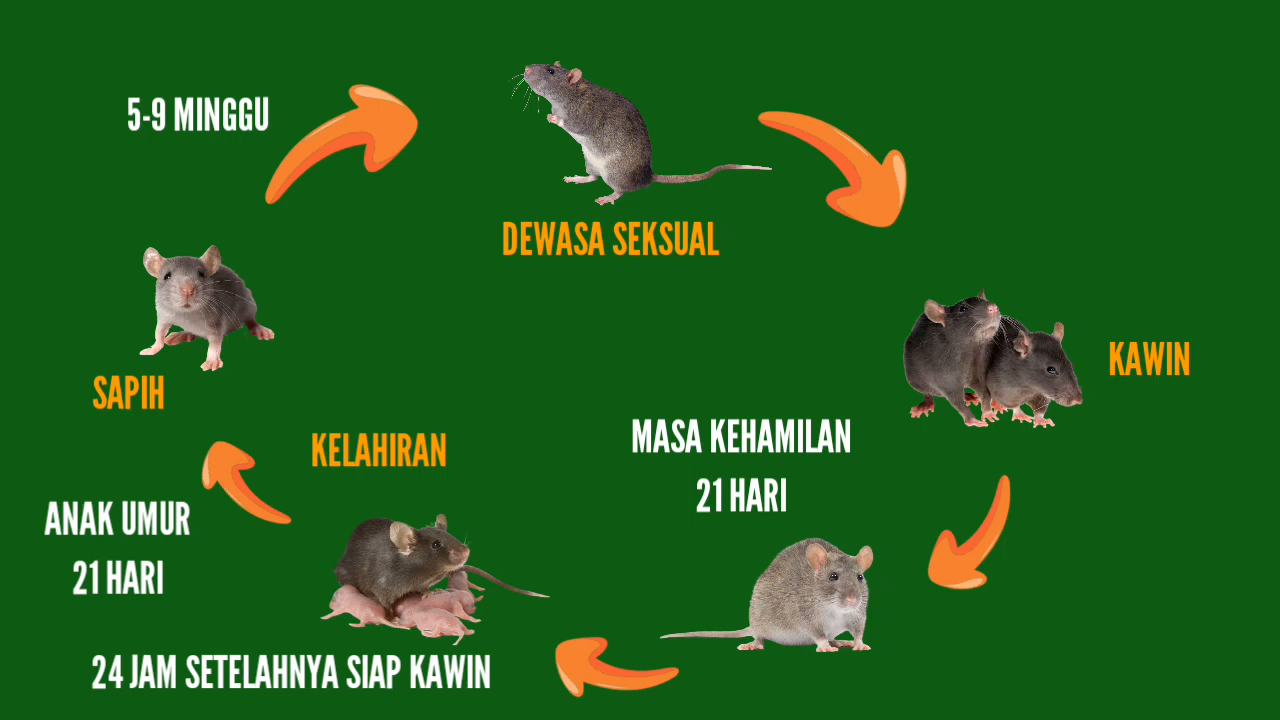 5-9 MINGGU
DEWASA SEKSUAL
KAWIN
MASA KEHAMILAN
21 HARI
KELAHIRAN
24 JAM SETELAHNYA SIAP KAWIN
ANAK UMUR
21 HARI
SAPIH